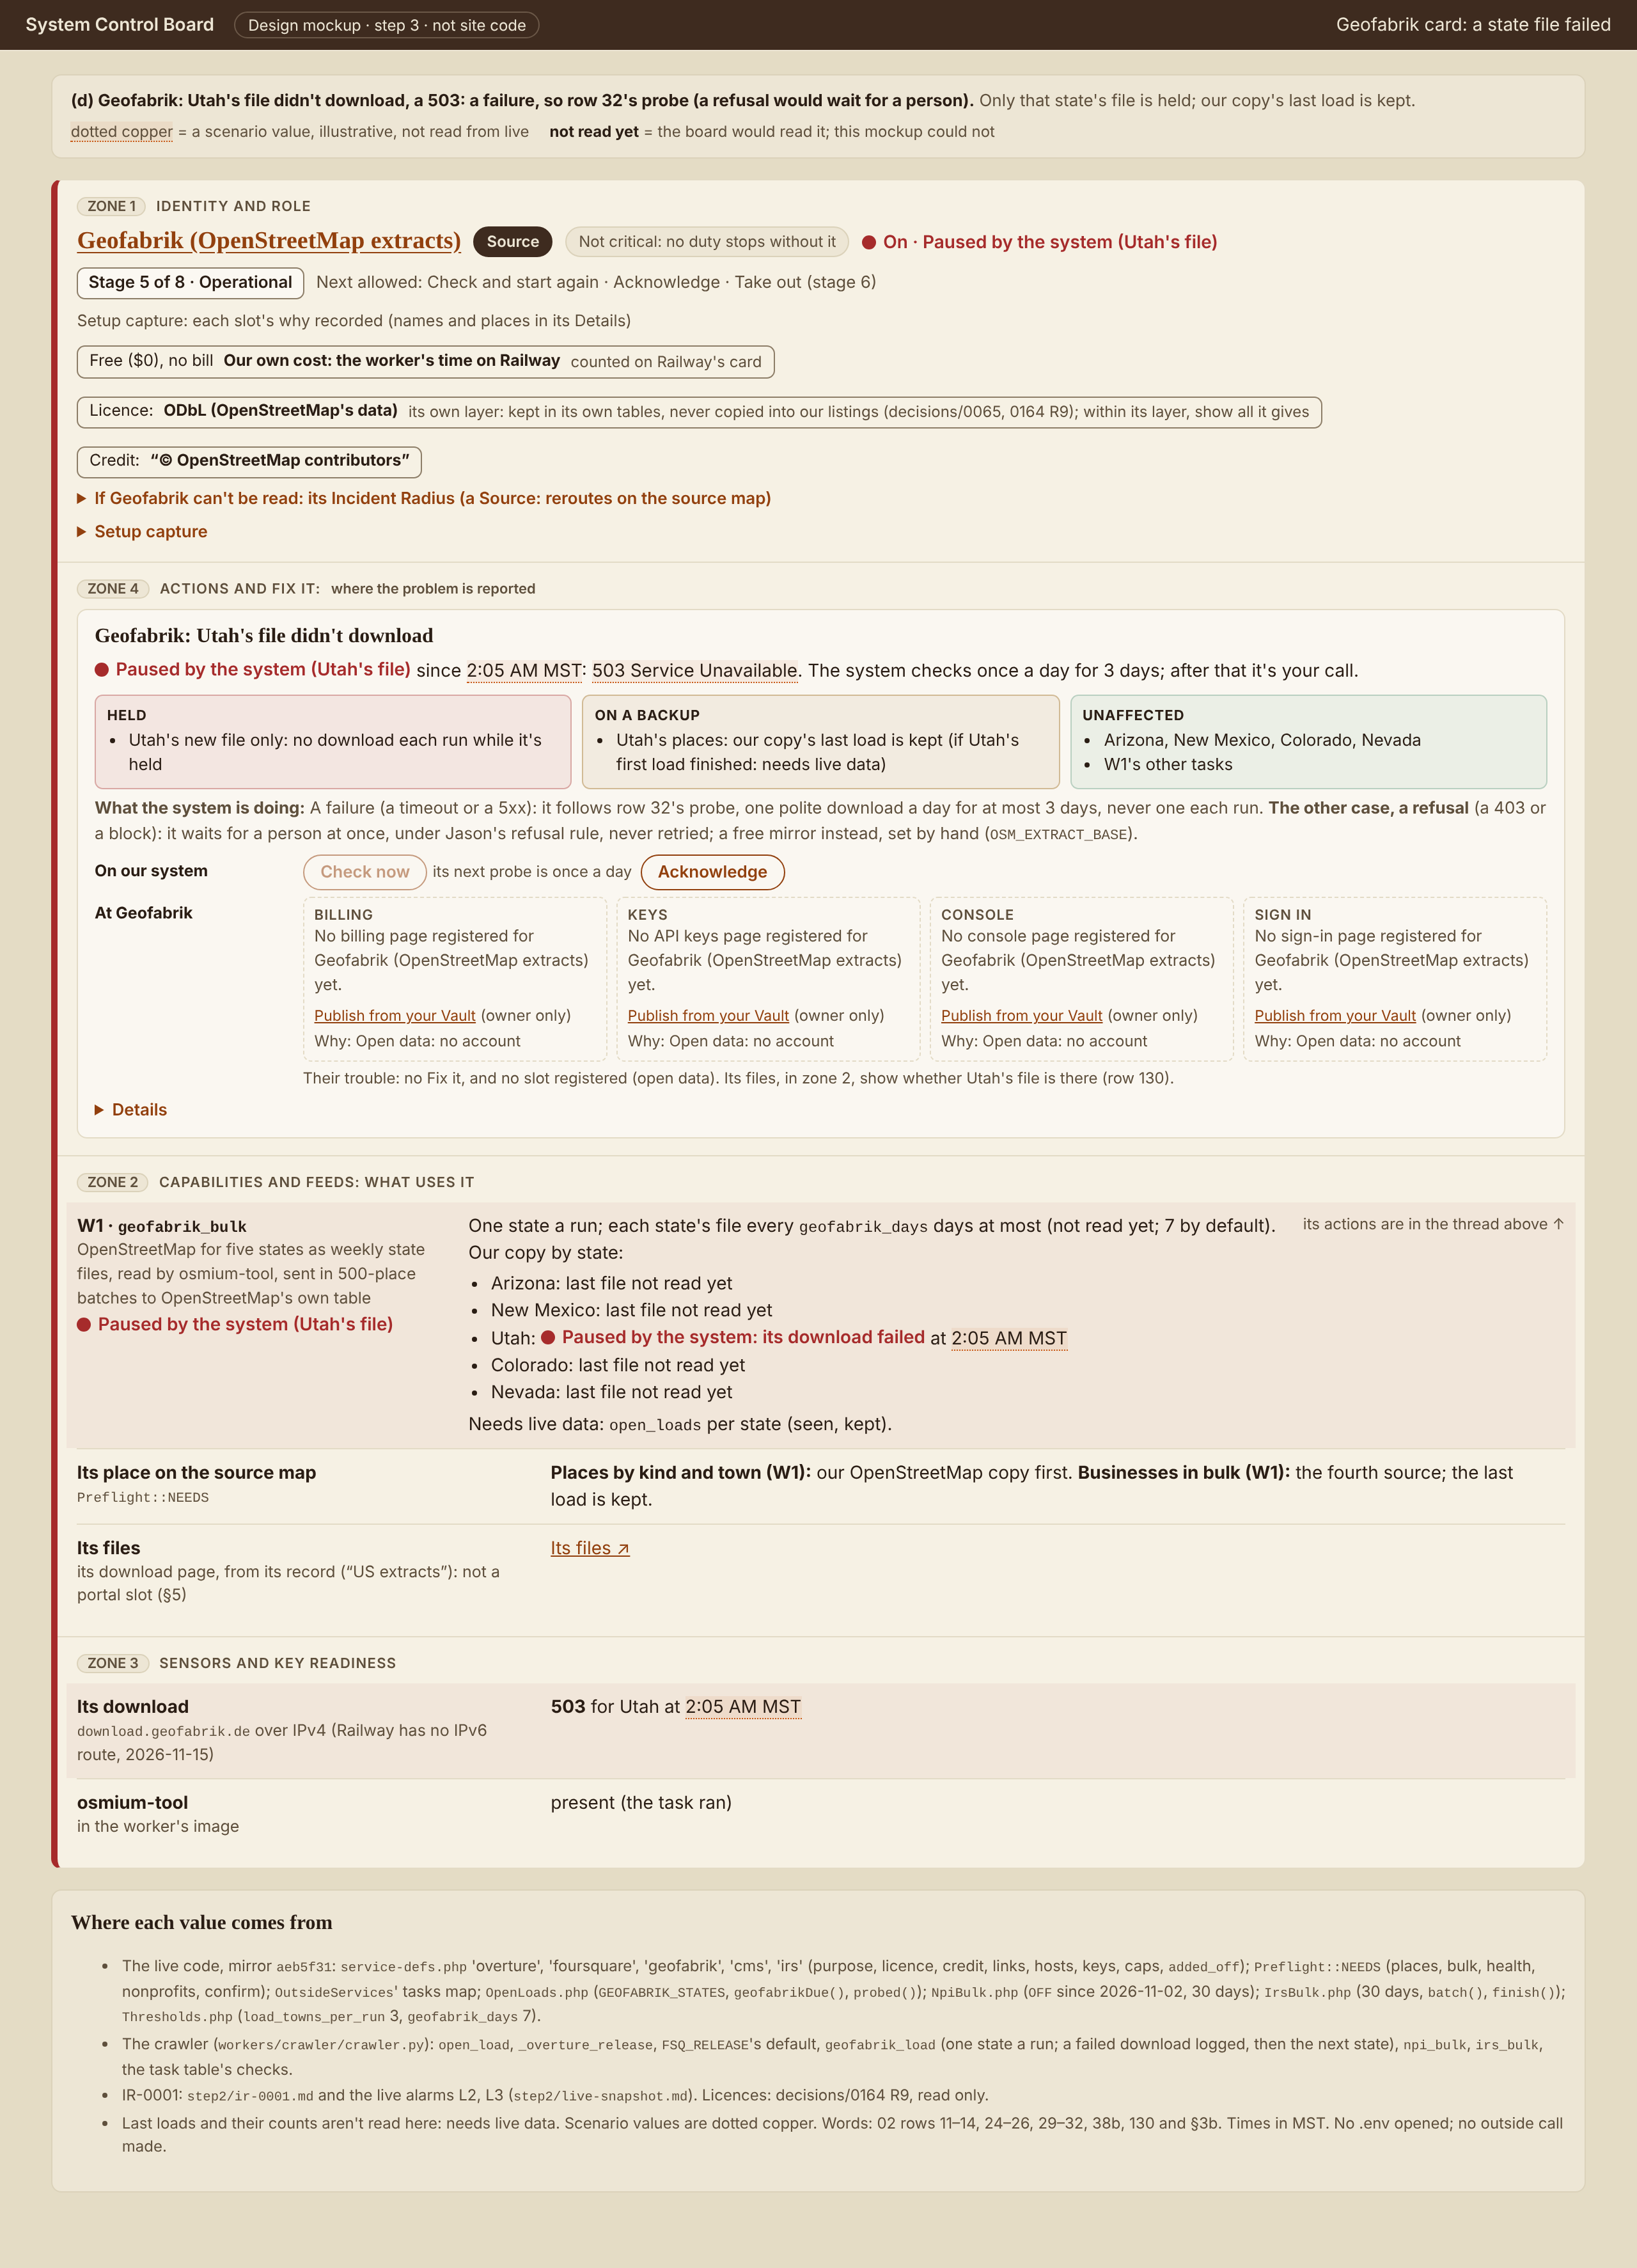 System Control Board
Design mockup · step 3 · not site code
Geofabrik card: a state file failed
(d) Geofabrik: Utah's file didn't download, a 503: a failure, so row 32's probe (a refusal would wait for a person). Only that state's file is held; our copy's last load is kept.
dotted copper = a scenario value, illustrative, not read from live not read yet = the board would read it; this mockup could not
ZONE 1 IDENTITY AND ROLE
Geofabrik (OpenStreetMap extracts) Source Not critical: no duty stops without it On · Paused by the system (Utah's file)
Stage 5 of 8 · Operational Next allowed: Check and start again · Acknowledge · Take out (stage 6)
Setup capture: each slot's why recorded (names and places in its Details)
Free ($0), no bill Our own cost: the worker's time on Railway counted on Railway's card
Licence: ODbL (OpenStreetMap's data) its own layer: kept in its own tables, never copied into our listings (decisions/0065, 0164 R9); within its layer, show all it gives
Credit: “© OpenStreetMap contributors”
▶ If Geofabrik can't be read: its Incident Radius (a Source: reroutes on the source map)
▶ Setup capture
ZONE 4 ACTIONS AND FIX IT: where the problem is reported
Geofabrik: Utah's file didn't download
Paused by the system (Utah's file) since 2:05 AM MST: 503 Service Unavailable. The system checks once a day for 3 days; after that it's your call.
HELD
• Utah's new file only: no download each run while it's
held
ON A BACKUP
• Utah's places: our copy's last load is kept (if Utah's
first load finished: needs live data)
UNAFFECTED
• Arizona, New Mexico, Colorado, Nevada
• W1's other tasks
What the system is doing: A failure (a timeout or a 5xx): it follows row 32's probe, one polite download a day for at most 3 days, never one each run. The other case, a refusal (a 403 or
a block): it waits for a person at once, under Jason's refusal rule, never retried; a free mirror instead, set by hand (OSM_EXTRACT_BASE).
On our system Check now its next probe is once a day Acknowledge
At Geofabrik
BILLING
No billing page registered for
Geofabrik (OpenStreetMap extracts)
yet.
Publish from your Vault (owner only)
Why: Open data: no account
KEYS
No API keys page registered for
Geofabrik (OpenStreetMap extracts)
yet.
Publish from your Vault (owner only)
Why: Open data: no account
CONSOLE
No console page registered for
Geofabrik (OpenStreetMap extracts)
yet.
Publish from your Vault (owner only)
Why: Open data: no account
SIGN IN
No sign-in page registered for
Geofabrik (OpenStreetMap extracts)
yet.
Publish from your Vault (owner only)
Why: Open data: no account
Their trouble: no Fix it, and no slot registered (open data). Its files, in zone 2, show whether Utah's file is there (row 130).
▶ Details
ZONE 2 CAPABILITIES AND FEEDS: WHAT USES IT
W1 · geofabrik_bulk
OpenStreetMap for five states as weekly state
files, read by osmium-tool, sent in 500-place
batches to OpenStreetMap's own table
Paused by the system (Utah's file)
One state a run; each state's file every geofabrik_days days at most (not read yet; 7 by default).
Our copy by state:
• Arizona: last file not read yet
• New Mexico: last file not read yet
• Utah: Paused by the system: its download failed at 2:05 AM MST
• Colorado: last file not read yet
• Nevada: last file not read yet
Needs live data: open_loads per state (seen, kept).
its actions are in the thread above ↑
Its place on the source map
Preflight::NEEDS
Places by kind and town (W1): our OpenStreetMap copy first. Businesses in bulk (W1): the fourth source; the last
load is kept.
Its files
its download page, from its record (“US extracts”): not a
portal slot (§5)
Its files ↗
ZONE 3 SENSORS AND KEY READINESS
Its download
download.geofabrik.de over IPv4 (Railway has no IPv6
route, 2026-11-15)
503 for Utah at 2:05 AM MST
osmium-tool
in the worker's image
present (the task ran)
Where each value comes from
• The live code, mirror aeb5f31: service-defs.php 'overture', 'foursquare', 'geofabrik', 'cms', 'irs' (purpose, licence, credit, links, hosts, keys, caps, added_off); Preflight::NEEDS (places, bulk, health,
nonprofits, confirm); OutsideServices' tasks map; OpenLoads.php (GEOFABRIK_STATES, geofabrikDue(), probed()); NpiBulk.php (OFF since 2026-11-02, 30 days); IrsBulk.php (30 days, batch(), finish());
Thresholds.php (load_towns_per_run 3, geofabrik_days 7).
• The crawler (workers/crawler/crawler.py): open_load, _overture_release, FSQ_RELEASE's default, geofabrik_load (one state a run; a failed download logged, then the next state), npi_bulk, irs_bulk,
the task table's checks.
• IR-0001: step2/ir-0001.md and the live alarms L2, L3 (step2/live-snapshot.md). Licences: decisions/0164 R9, read only.
• Last loads and their counts aren't read here: needs live data. Scenario values are dotted copper. Words: 02 rows 11–14, 24–26, 29–32, 38b, 130 and §3b. Times in MST. No .env opened; no outside call
made.